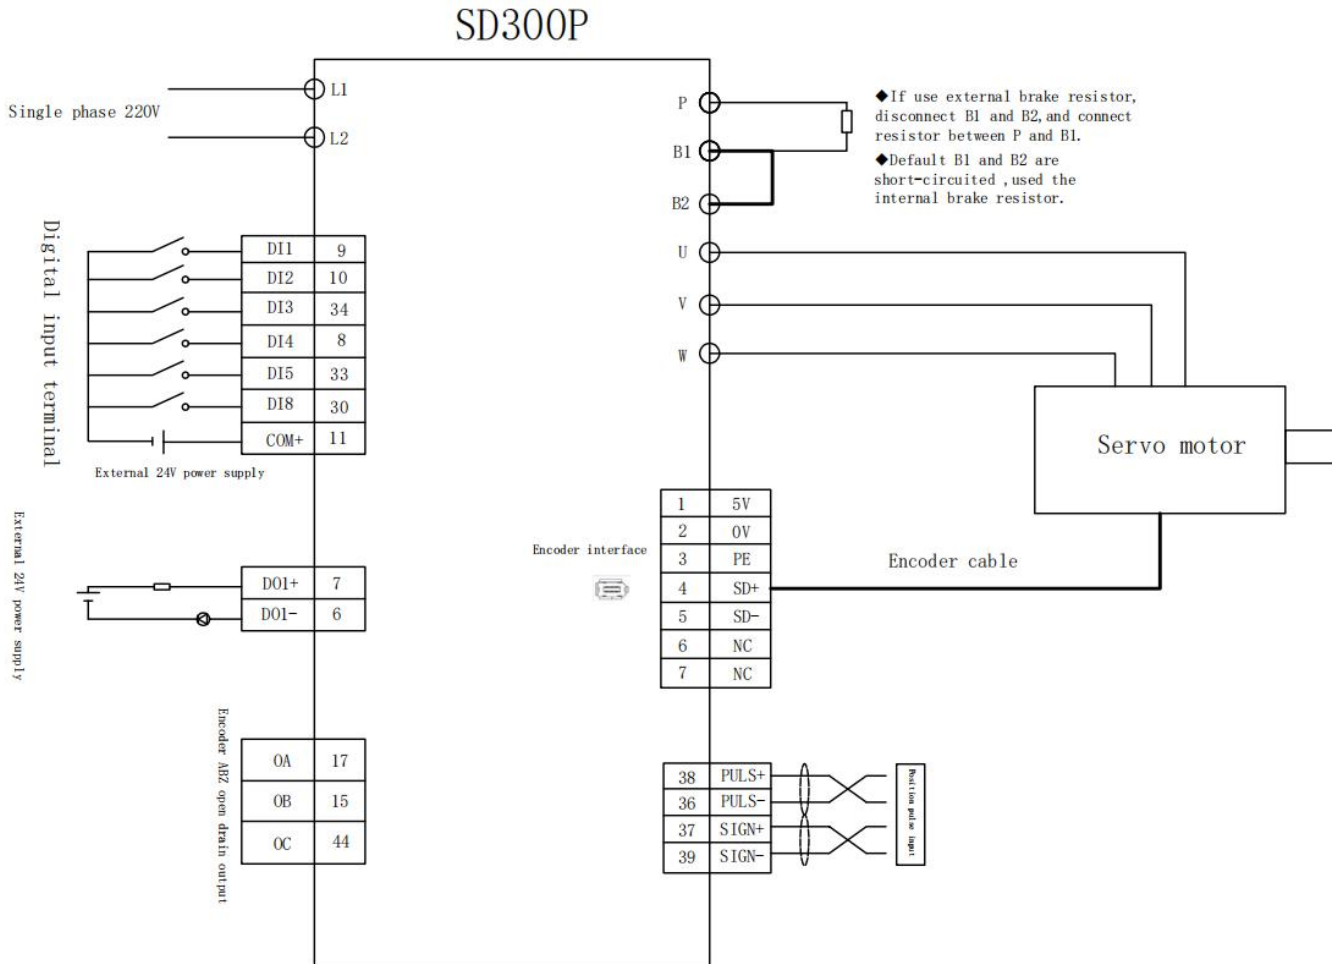 SD300P
Single phase 220V
L1
L2
P
B1
B2
U
V
W
◆If use external brake resistor,
disconnect B1 and B2, and connect
resistor between P and B1.
◆Default B1 and B2 are
short-circuited ,used the
internal brake resistor.
Digital input terminal
DI1 9
DI2 10
DI3 34
DI4 8
DI5 33
DI8 30
COM+ 11
External 24V power supply
Servo motor
External 24V power supply
DO1+ 7
DO1- 6
Encoder interface
1 5V
2 0V
3 PE
4 SD+
5 SD-
6 NC
7 NC
Encoder cable
Encoder ABZ open drain output
OA 17
OB 15
OC 44
38 PULS+
36 PULS-
37 SIGN+
39 SIGN-
Position pulse input